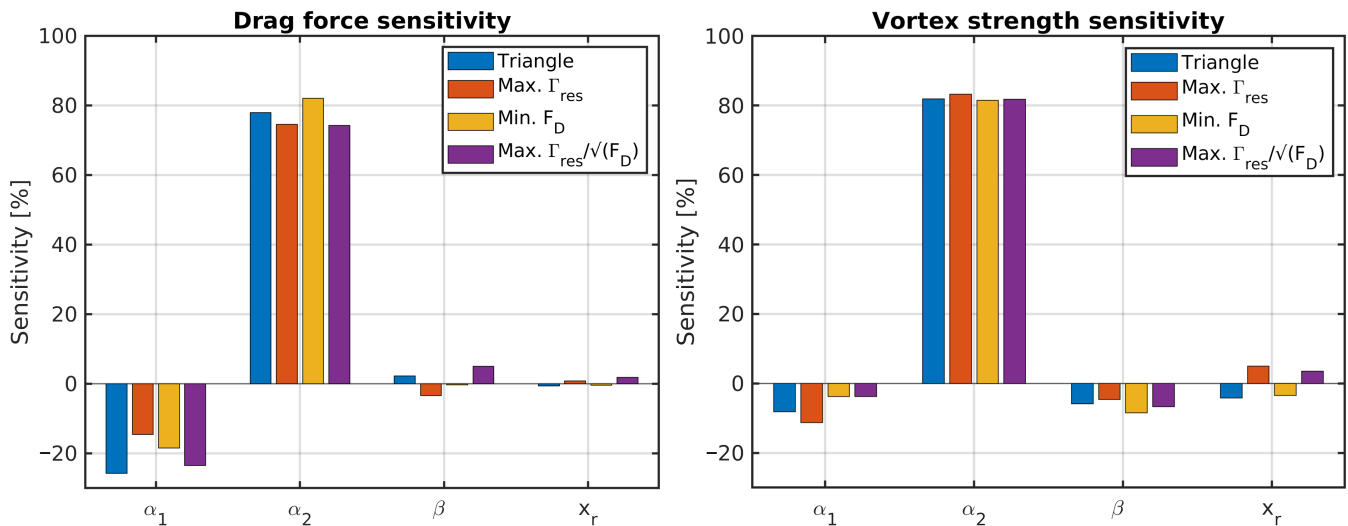 Drag force sensitivity
Sensitivity [%]
100
80
60
40
20
0
−20
α₁
α₂
β
xᵣ
Triangle
Max. Γres
Min. FD
Max. Γres/√(FD)
Vortex strength sensitivity
Sensitivity [%]
100
80
60
40
20
0
−20
α₁
α₂
β
xᵣ
Triangle
Max. Γres
Min. FD
Max. Γres/√(FD)